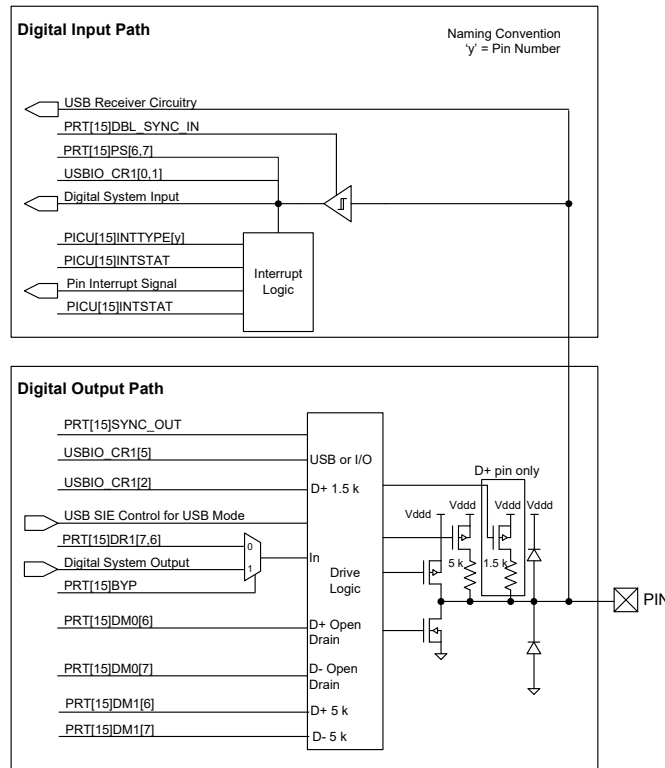 Digital Input Path
Naming Convention
'y' = Pin Number
USB Receiver Circuitry
PRT[15]DBL_SYNC_IN
PRT[15]PS[6,7]
USBIO_CR1[0,1]
Digital System Input
PICU[15]INTTYPE[y]
PICU[15]INTSTAT
Pin Interrupt Signal
PICU[15]INTSTAT
Interrupt
Logic
Digital Output Path
PRT[15]SYNC_OUT
USBIO_CR1[5]
USB or I/O
D+ pin only
USBIO_CR1[2]
D+ 1.5 k
USB SIE Control for USB Mode
Vddd
Vddd
Vddd
Vddd
PRT[15]DR1[7,6]
0
Digital System Output
1
In
5 k
1.5 k
PRT[15]BYP
Drive
Logic
PIN
PRT[15]DM0[6]
D+ Open
Drain
PRT[15]DM0[7]
D- Open
Drain
PRT[15]DM1[6]
D+ 5 k
PRT[15]DM1[7]
D- 5 k